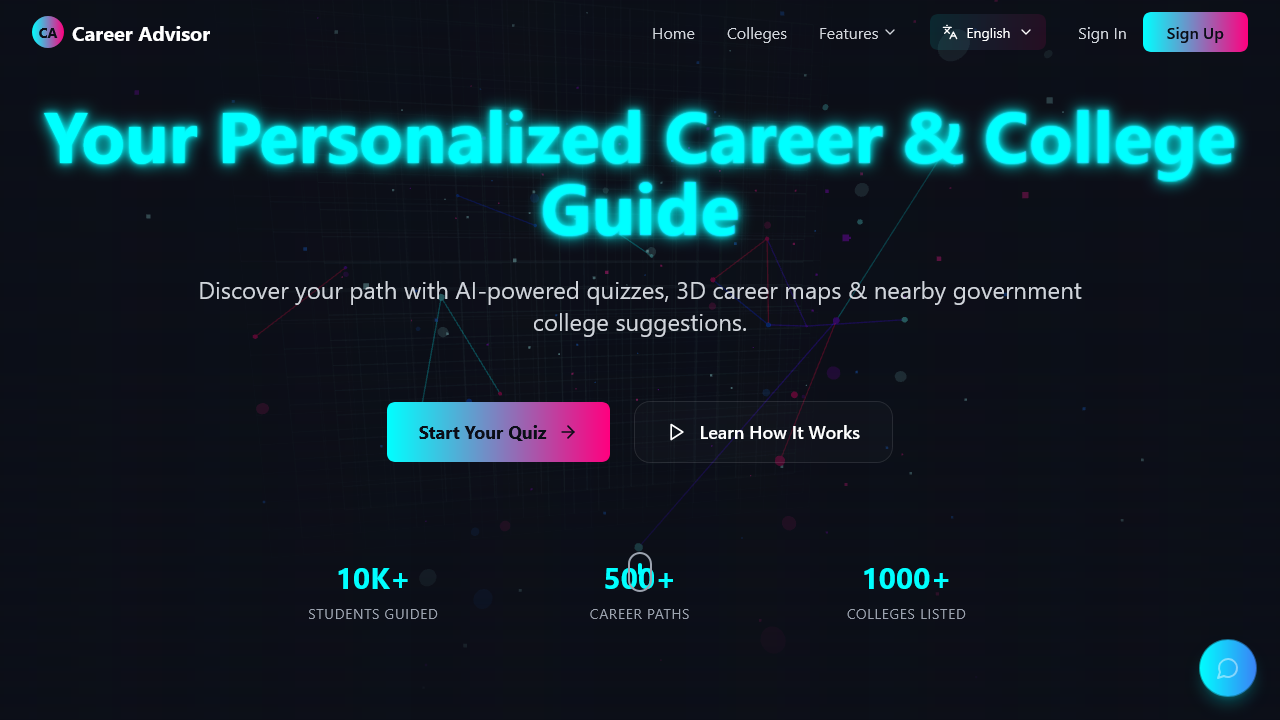 CA Career Advisor
Home Colleges Features English Sign In Sign Up
Your Personalized Career & College
Guide
Discover your path with AI-powered quizzes, 3D career maps & nearby government
college suggestions.
Start Your Quiz Learn How It Works
10K+ 500+ 1000+
STUDENTS GUIDED CAREER PATHS COLLEGES LISTED